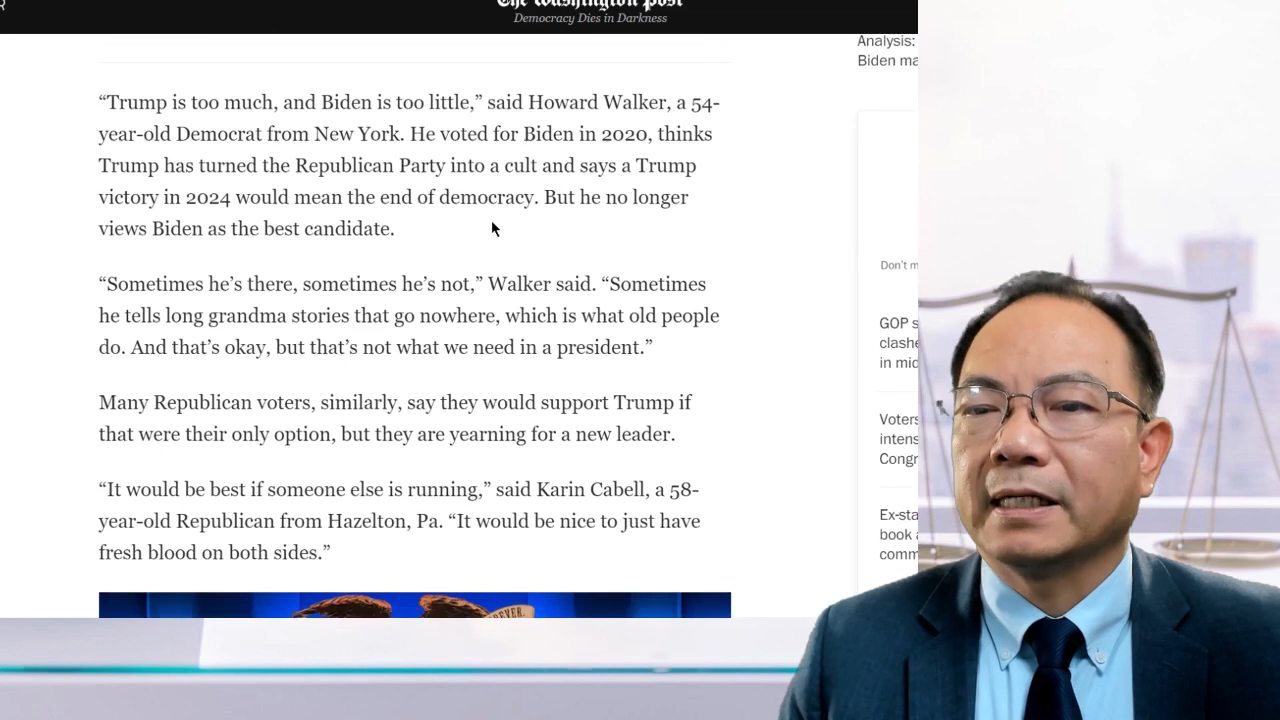 The Washington Post
Democracy Dies in Darkness
“Trump is too much, and Biden is too little,” said Howard Walker, a 54-
year-old Democrat from New York. He voted for Biden in 2020, thinks
Trump has turned the Republican Party into a cult and says a Trump
victory in 2024 would mean the end of democracy. But he no longer
views Biden as the best candidate.
“Sometimes he’s there, sometimes he’s not,” Walker said. “Sometimes
he tells long grandma stories that go nowhere, which is what old people
do. And that’s okay, but that’s not what we need in a president.”
Many Republican voters, similarly, say they would support Trump if
that were their only option, but they are yearning for a new leader.
“It would be best if someone else is running,” said Karin Cabell, a 58-
year-old Republican from Hazelton, Pa. “It would be nice to just have
fresh blood on both sides.”
EVER.
Analysis:
Biden ma
Don’t m
GOP s
clashe
in mid
Voters
intens
Congr
Ex-sta
book a
comm